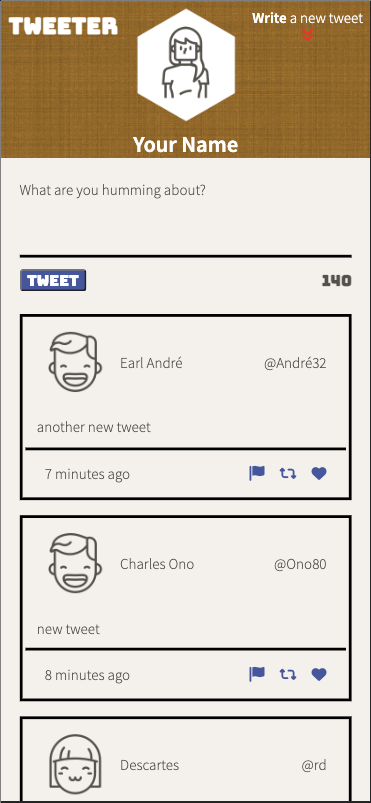 TWEETER
Write a new tweet
Your Name
What are you humming about?
TWEET 140
Earl André @André32
another new tweet
7 minutes ago
Charles Ono @Ono80
new tweet
8 minutes ago
Descartes @rd